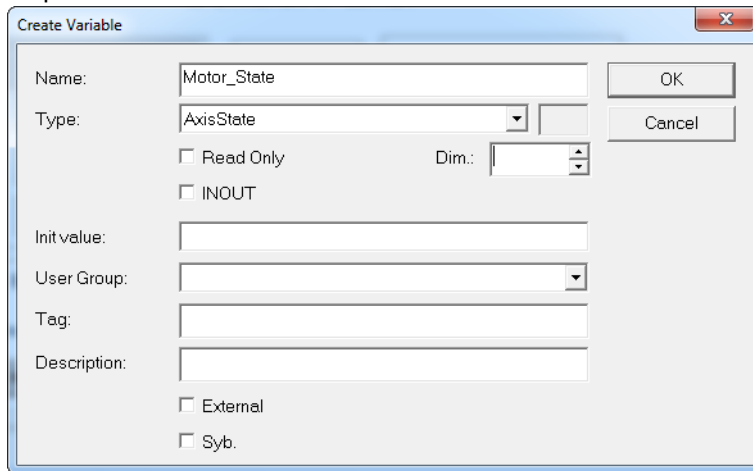 Create Variable
Name: Motor_State OK
Type: AxisState Cancel
Read Only Dim.:
INOUT
Init value:
User Group:
Tag:
Description:
External
Syb.